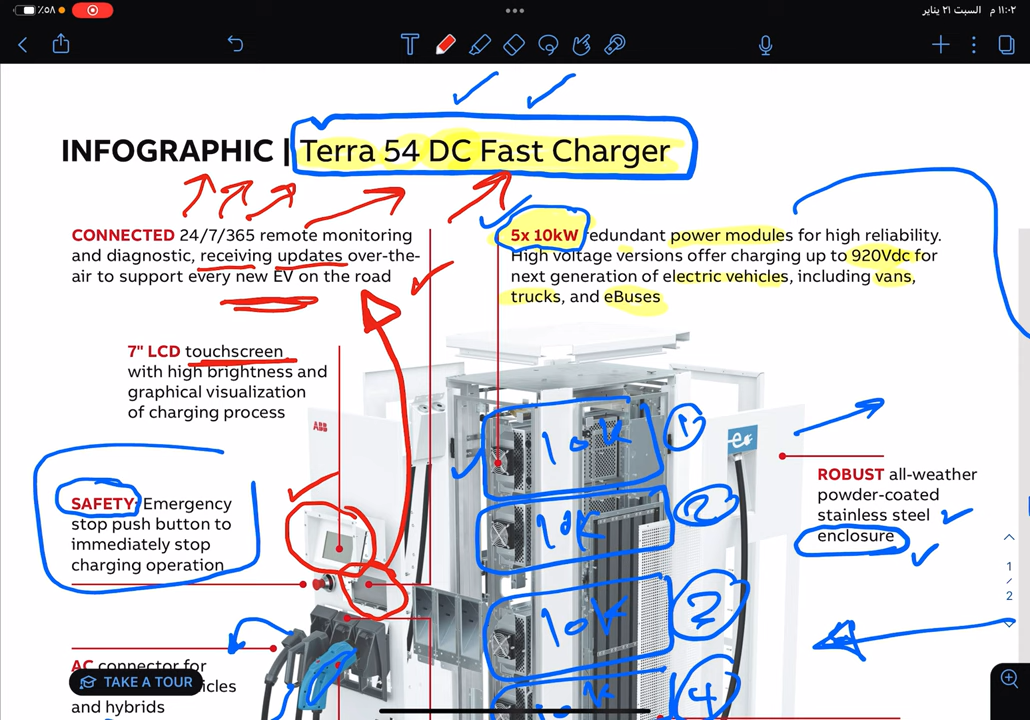 ٪٥٨
السبت ٢١ يناير ١١:٠٢ م
INFOGRAPHIC | Terra 54 DC Fast Charger
CONNECTED 24/7/365 remote monitoring
and diagnostic, receiving updates over-the-
air to support every new EV on the road
5x 10kW redundant power modules for high reliability.
High voltage versions offer charging up to 920Vdc for
next generation of electric vehicles, including vans,
trucks, and eBuses
7" LCD touchscreen
with high brightness and
graphical visualization
of charging process
ABB
10K
1
SAFETY: Emergency
stop push button to
immediately stop
charging operation
10K
2
ROBUST all-weather
powder-coated
stainless steel
enclosure
10K
2
10K
4
AC connector for
hicles
and hybrids
TAKE A TOUR
1
/
2